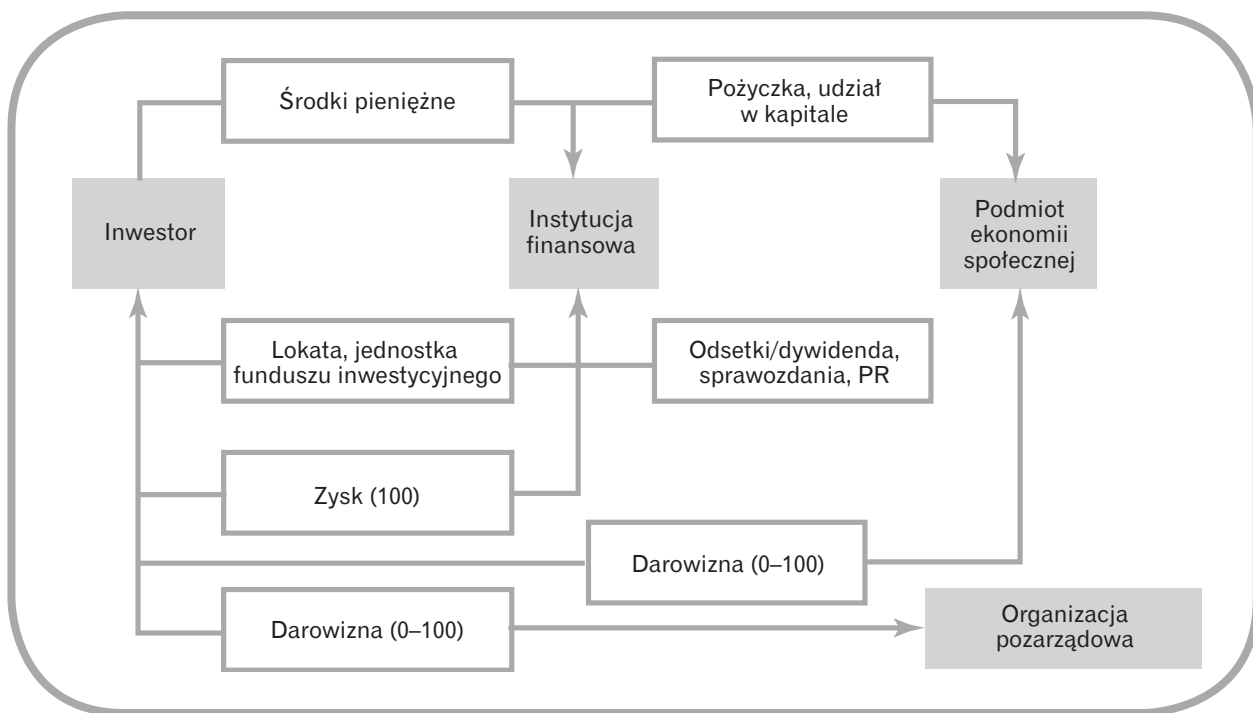 Środki pieniężne
Pożyczka, udział
w kapitale
Inwestor
Instytucja
finansowa
Podmiot
ekonomii
społecznej
Lokata, jednostka
funduszu inwestycyjnego
Odsetki/dywidenda,
sprawozdania, PR
Zysk (100)
Darowizna (0–100)
Darowizna (0–100)
Organizacja
pozarządowa